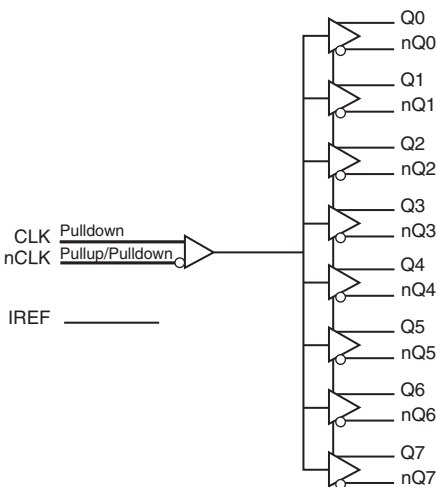 Q0
nQ0
Q1
nQ1
Q2
nQ2
Q3
nQ3
CLK Pulldown
nCLK Pullup/Pulldown
Q4
nQ4
IREF
Q5
nQ5
Q6
nQ6
Q7
nQ7